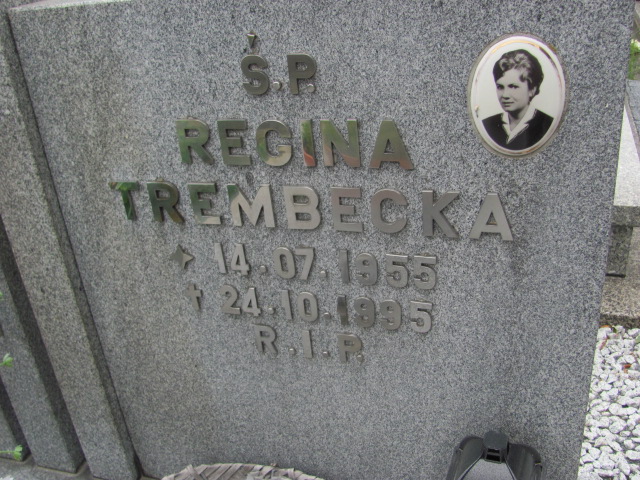 Ś.P.
REGINA
TREMBECKA
14.07.1955
24.10.1995
R.I.P.